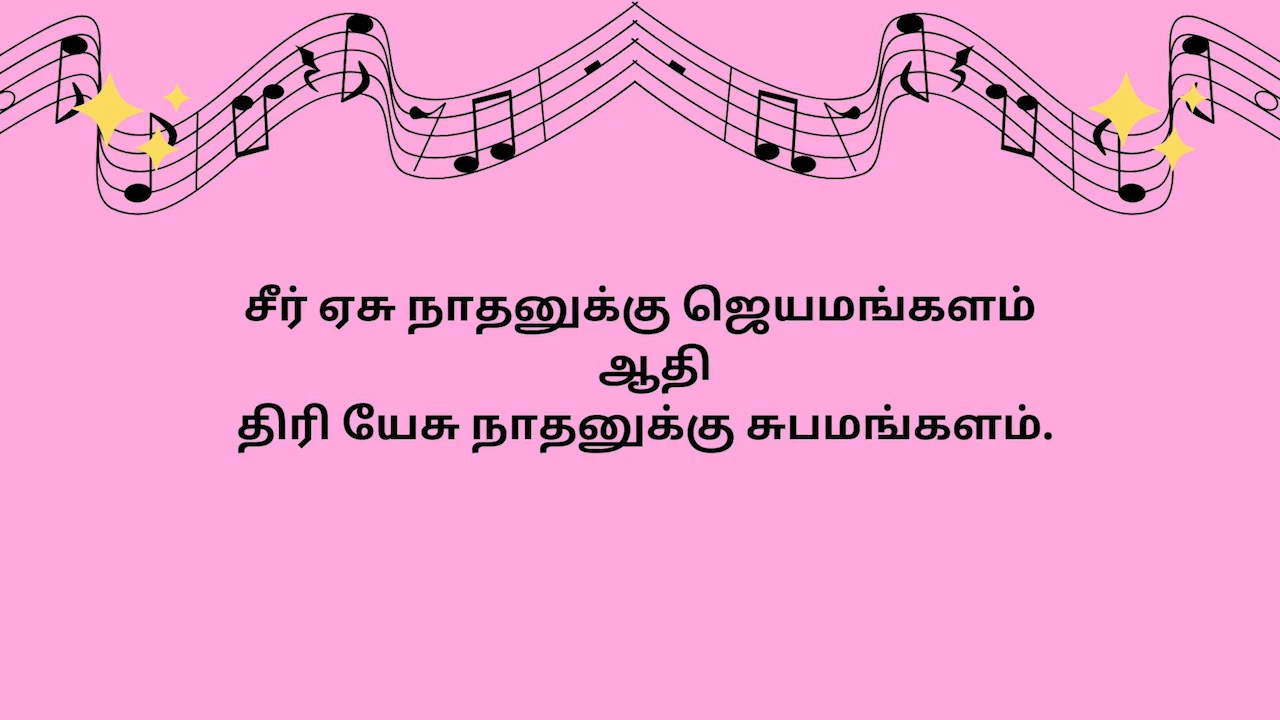 சீர் ஏசு நாதனுக்கு ஜெயமங்களம்
ஆதி
திரி யேசு நாதனுக்கு சுபமங்களம்.